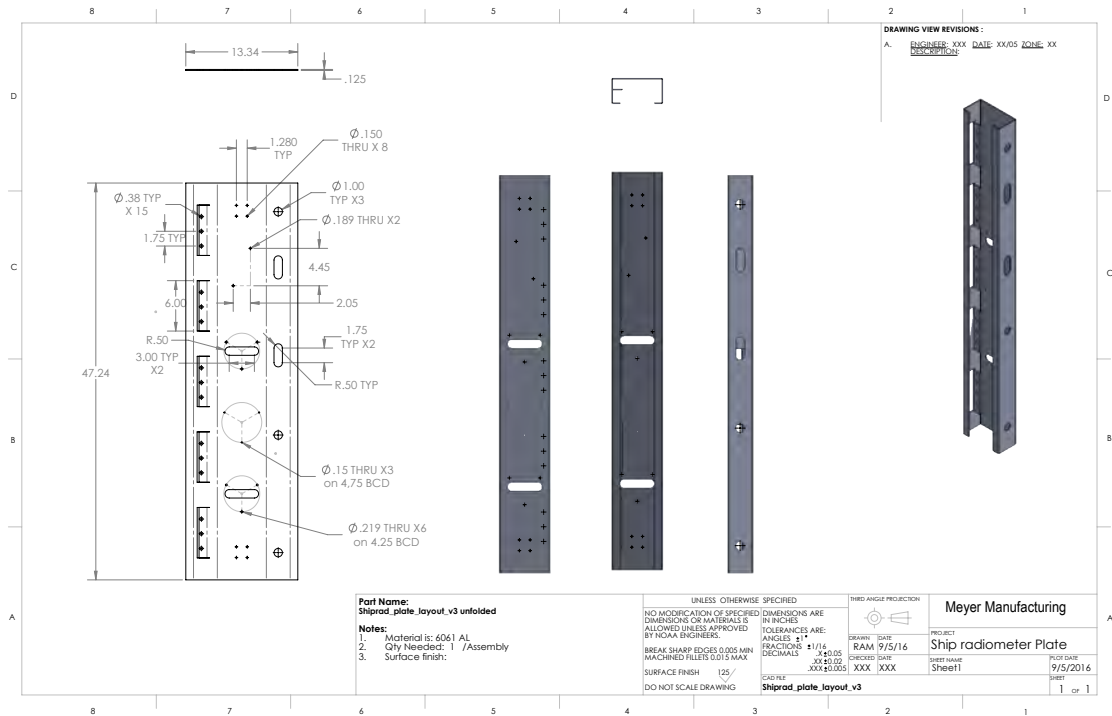 8 7 6 5 4 3 2 1
DRAWING VIEW REVISIONS :
A. ENGINEER: XXX DATE: XX/05 ZONE: XX
DESCRIPTION:
D
D
13.34
.125
1.280
TYP
Ø.150
THRU X 8
Ø.38 TYP
X 15
Ø1.00
TYP X3
Ø.189 THRU X2
1.75 TYP
C
C
4.45
6.00
2.05
R.50
1.75
TYP X2
3.00 TYP
X2
R.50 TYP
47.24
B
B
Ø.15 THRU X3
on 4.75 BCD
Ø.219 THRU X6
on 4.25 BCD
A
A
Part Name:
Shiprad_plate_layout_v3 unfolded
Notes:
1. Material is: 6061 AL
2. Qty Needed: 1 /Assembly
3. Surface finish:
UNLESS OTHERWISE SPECIFIED
NO MODIFICATION OF SPECIFIED
DIMENSIONS OR MATERIALS IS
ALLOWED UNLESS APPROVED
BY NOAA ENGINEERS.
BREAK SHARP EDGES 0.005 MIN
MACHINED FILLETS 0.015 MAX
SURFACE FINISH 125
DO NOT SCALE DRAWING
DIMENSIONS ARE
IN INCHES
TOLERANCES ARE:
ANGLES ±1°
FRACTIONS ±1/16
DECIMALS .X±0.05
.XX±0.02
.XXX±0.005
CAD FILE
Shiprad_plate_layout_v3
THIRD ANGLE PROJECTION
DRAWN DATE
RAM 9/5/16
CHECKED DATE
XXX XXX
Meyer Manufacturing
PROJECT
Ship radiometer Plate
SHEET NAME
Sheet1
PLOT DATE
9/5/2016
SHEET
1 OF 1
8 7 6 5 4 3 2 1